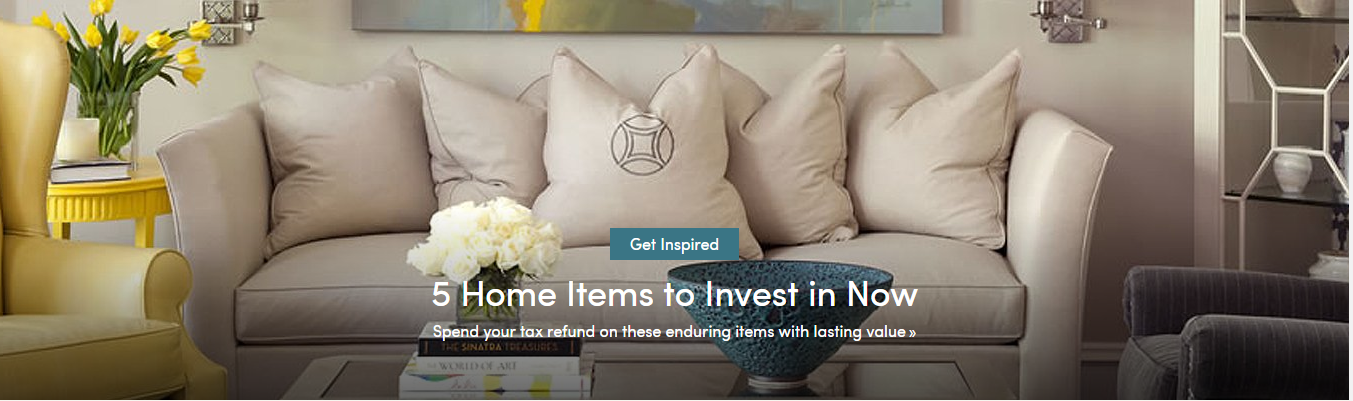 Get Inspired
5 Home Items to Invest in Now
Spend your tax refund on these enduring items with lasting value »
THE SINATRA TREASURES
WORLD OF ART